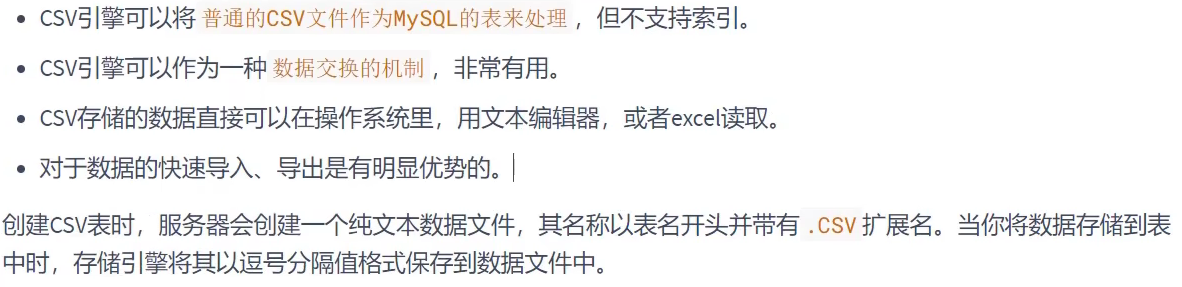 • CSV引擎可以将 普通的CSV文件作为MySQL的表来处理 ，但不支持索引。
• CSV引擎可以作为一种 数据交换的机制 ，非常有用。
• CSV存储的数据直接可以在操作系统里，用文本编辑器，或者excel读取。
• 对于数据的快速导入、导出是有明显优势的。
创建CSV表时，服务器会创建一个纯文本数据文件，其名称以表名开头并带有 .CSV 扩展名。当你将数据存储到表
中时，存储引擎将其以逗号分隔值格式保存到数据文件中。